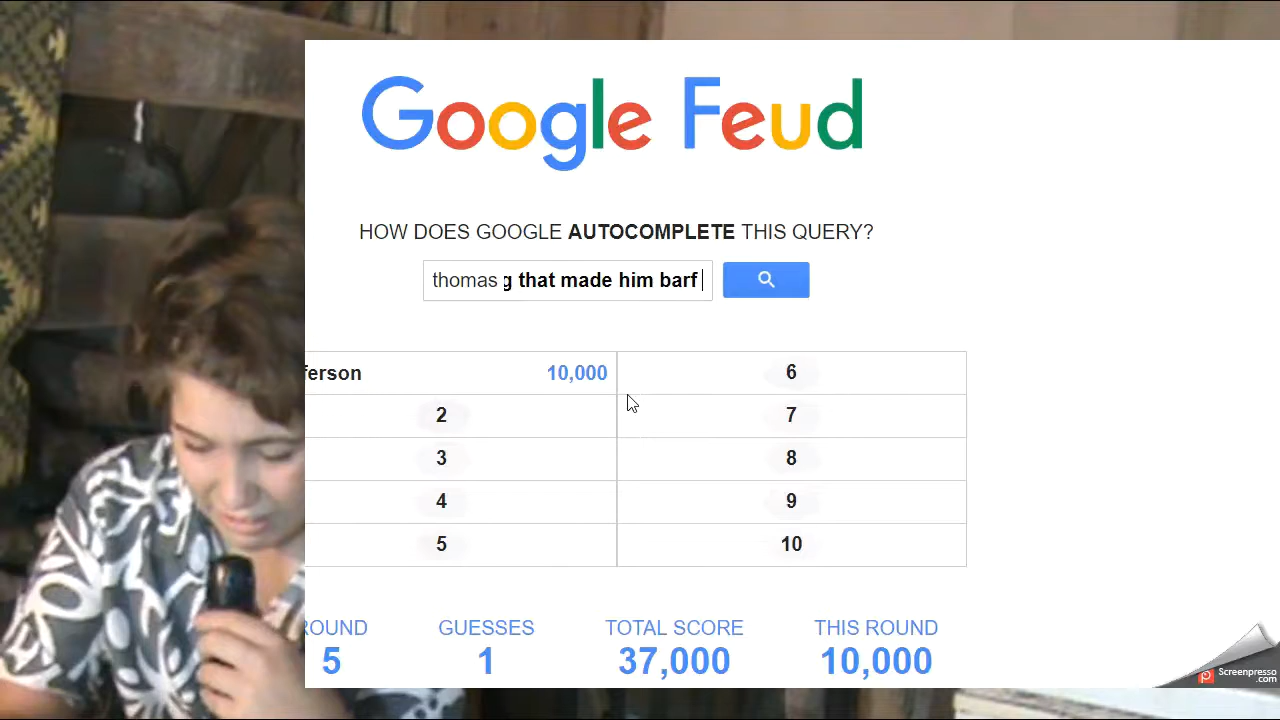 Google Feud
HOW DOES GOOGLE AUTOCOMPLETE THIS QUERY?
thomas g that made him barf
ferson 10,000 6
2 7
3 8
4 9
5 10
ROUND GUESSES TOTAL SCORE THIS ROUND
5 1 37,000 10,000
Screenpresso
.com